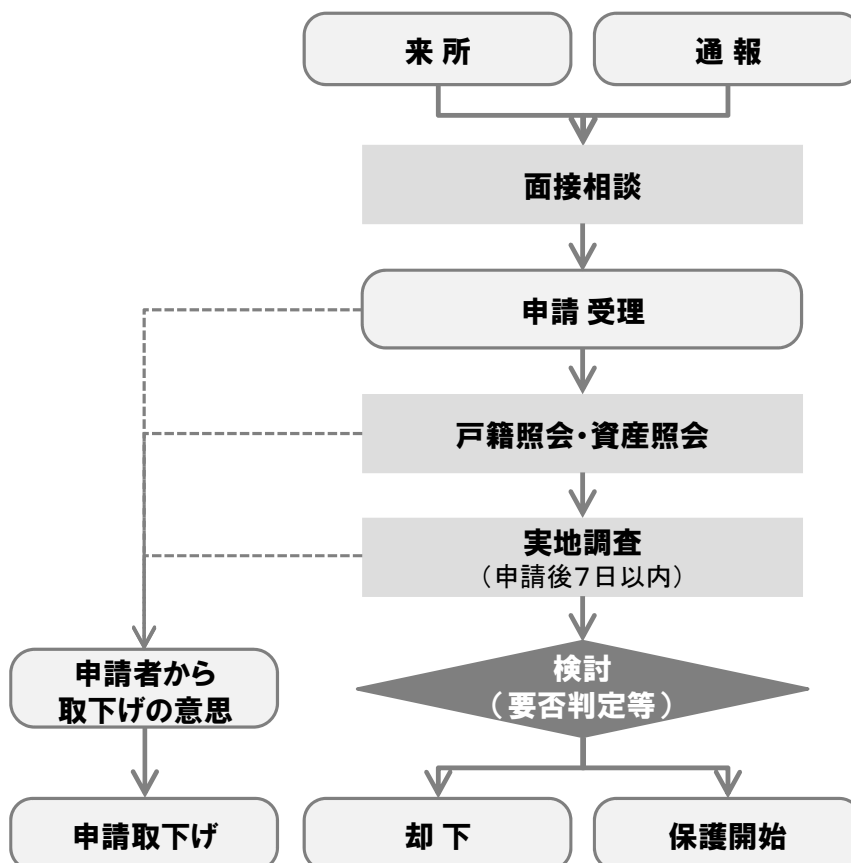 来所
通報
面接相談
申請受理
戸籍照会・資産照会
実地調査
（申請後7日以内）
検討
（要否判定等）
申請者から
取下げの意思
申請取下げ
却下
保護開始